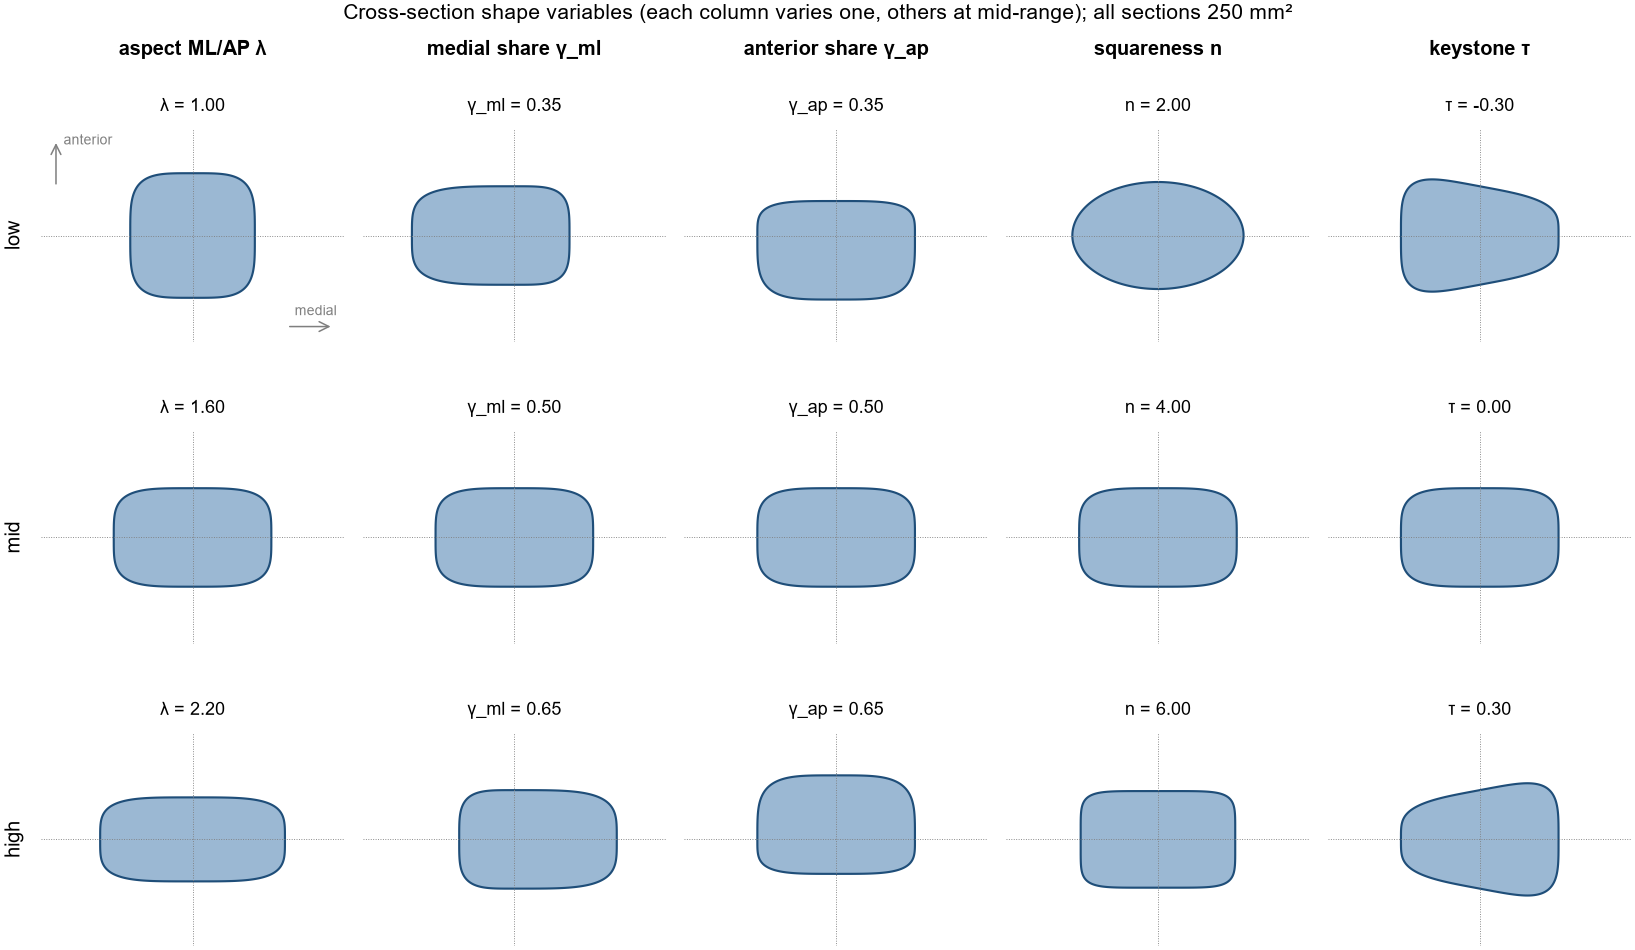 Cross-section shape variables (each column varies one, others at mid-range); all sections 250 mm²
aspect ML/AP λ
medial share γ_ml
anterior share γ_ap
squareness n
keystone τ
λ = 1.00
γ_ml = 0.35
γ_ap = 0.35
n = 2.00
τ = -0.30
anterior
low
medial
λ = 1.60
γ_ml = 0.50
γ_ap = 0.50
n = 4.00
τ = 0.00
mid
λ = 2.20
γ_ml = 0.65
γ_ap = 0.65
n = 6.00
τ = 0.30
high